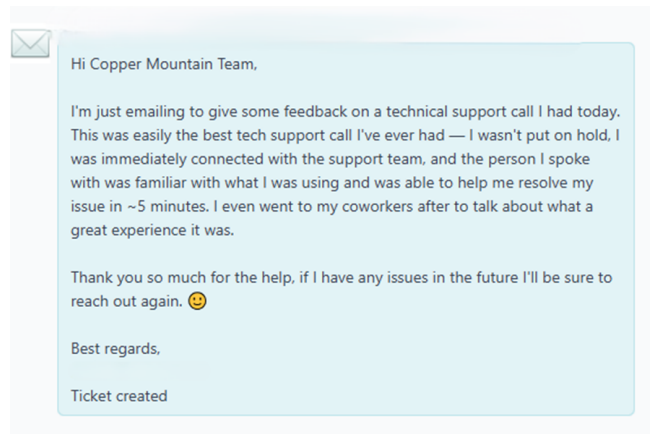 Hi Copper Mountain Team,
I'm just emailing to give some feedback on a technical support call I had today.
This was easily the best tech support call I've ever had — I wasn't put on hold, I
was immediately connected with the support team, and the person I spoke
with was familiar with what I was using and was able to help me resolve my
issue in ~5 minutes. I even went to my coworkers after to talk about what a
great experience it was.
Thank you so much for the help, if I have any issues in the future I'll be sure to
reach out again. 🙂
Best regards,
Ticket created